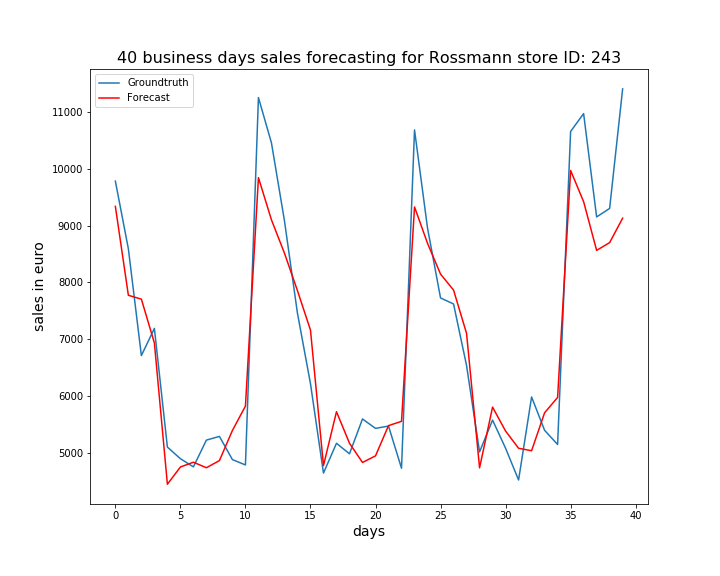 40 business days sales forecasting for Rossmann store ID: 243
Groundtruth
Forecast
11000
10000
9000
8000
7000
6000
5000
sales in euro
0 5 10 15 20 25 30 35 40
days